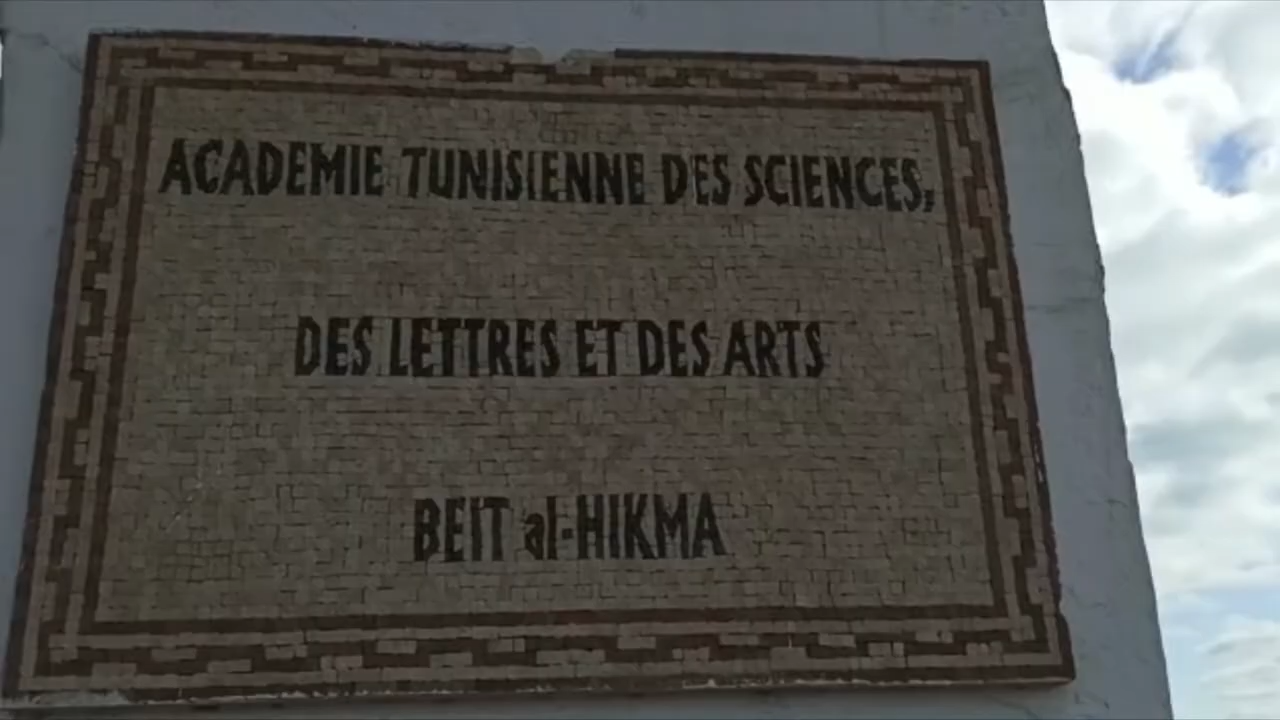 ACADEMIE TUNISIENNE DES SCIENCES,
DES LETTRES ET DES ARTS
BEIT al-HIKMA